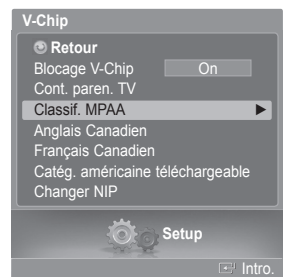 V-Chip
Retour
Blocage V-Chip On
Cont. paren. TV
Classif. MPAA
Anglais Canadien
Français Canadien
Catég. américaine téléchargeable
Changer NIP
Setup
Intro.